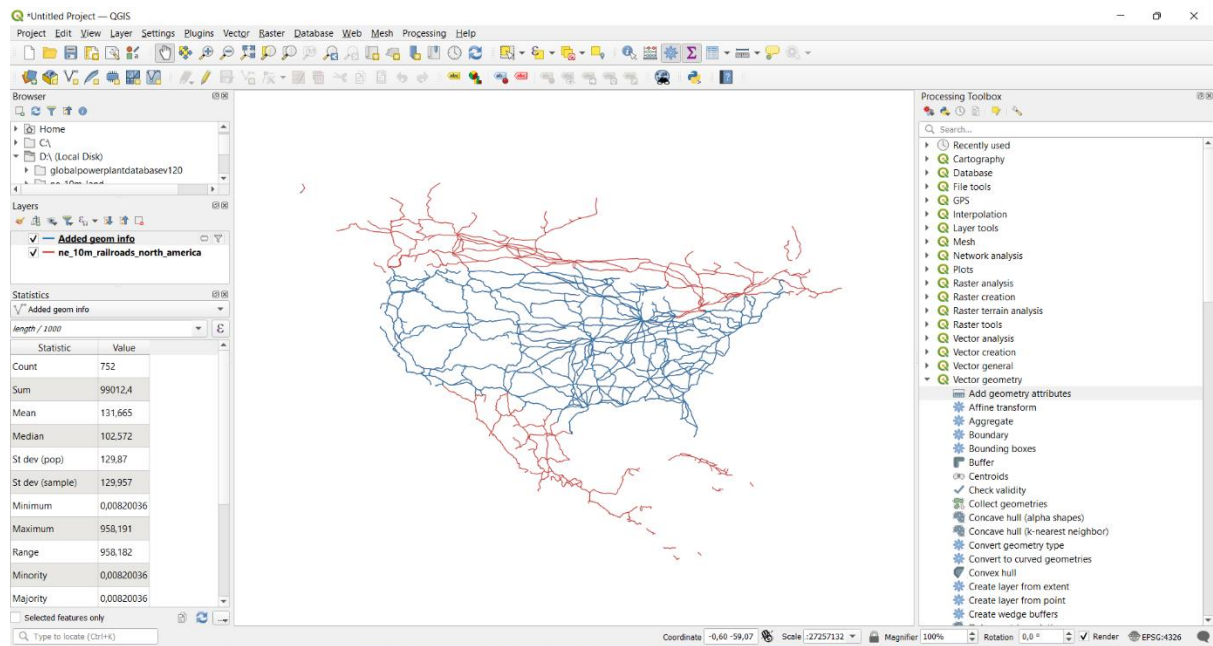 *Untitled Project — QGIS
Project Edit View Layer Settings Plugins Vector Raster Database Web Mesh Processing Help
Browser
Home
C:\
D:\ (Local Disk)
globalpowerplantdatabasev120
ne_10m_land
Layers
Added geom info
ne_10m_railroads_north_america
Statistics
Added geom info
length / 1000
Statistic Value
Count 752
Sum 99012,4
Mean 131,665
Median 102,572
St dev (pop) 129,87
St dev (sample) 129,957
Minimum 0,00820036
Maximum 958,191
Range 958,182
Minority 0,00820036
Majority 0,00820036
Selected features only
Processing Toolbox
Search...
Recently used
Cartography
Database
File tools
GPS
Interpolation
Layer tools
Mesh
Network analysis
Plots
Raster analysis
Raster creation
Raster terrain analysis
Raster tools
Vector analysis
Vector creation
Vector general
Vector geometry
Add geometry attributes
Affine transform
Aggregate
Boundary
Bounding boxes
Buffer
Centroids
Check validity
Collect geometries
Concave hull (alpha shapes)
Concave hull (k-nearest neighbor)
Convert geometry type
Convert to curved geometries
Convex hull
Create layer from extent
Create layer from point
Create wedge buffers
Type to locate (Ctrl+K)
Coordinate -0,60 -59,07 Scale :27257132 Magnifier 100% Rotation 0,0 ° Render EPSG:4326